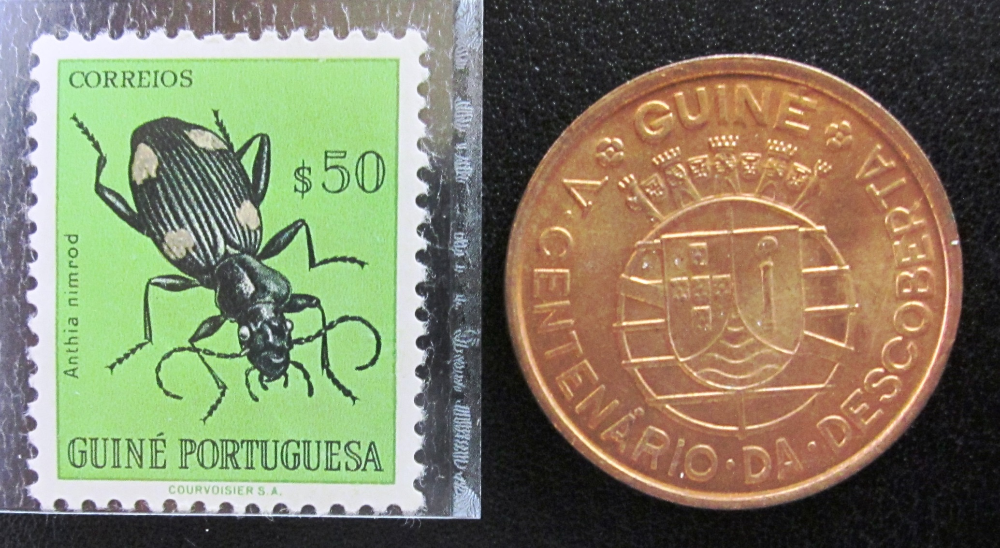 CORREIOS
$50
Anthia nimrod
GUINÉ PORTUGUESA
COURVOISIER S.A.
GUINÉ
V·CENTENÁRIO·DA·DESCOBERTA